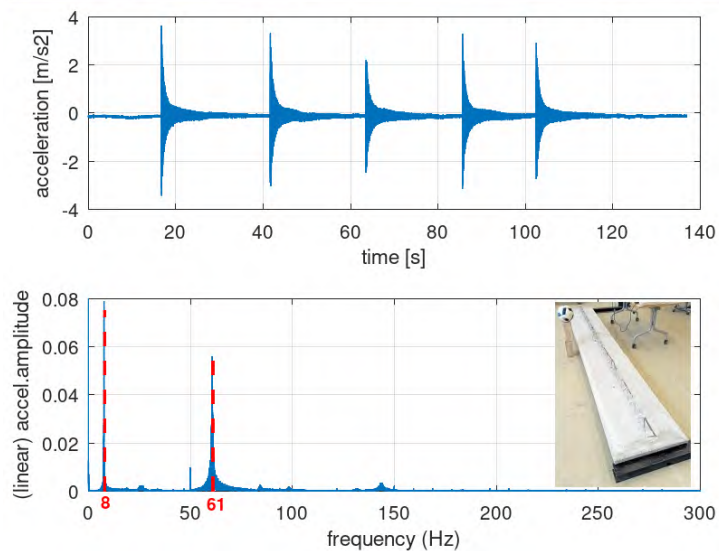 4
2
0
-2
-4
acceleration [m/s2]
0 20 40 60 80 100 120 140
time [s]
0.08
0.06
0.04
0.02
0
(linear) accel.amplitude
0 50 100 150 200 250 300
8 61
frequency (Hz)